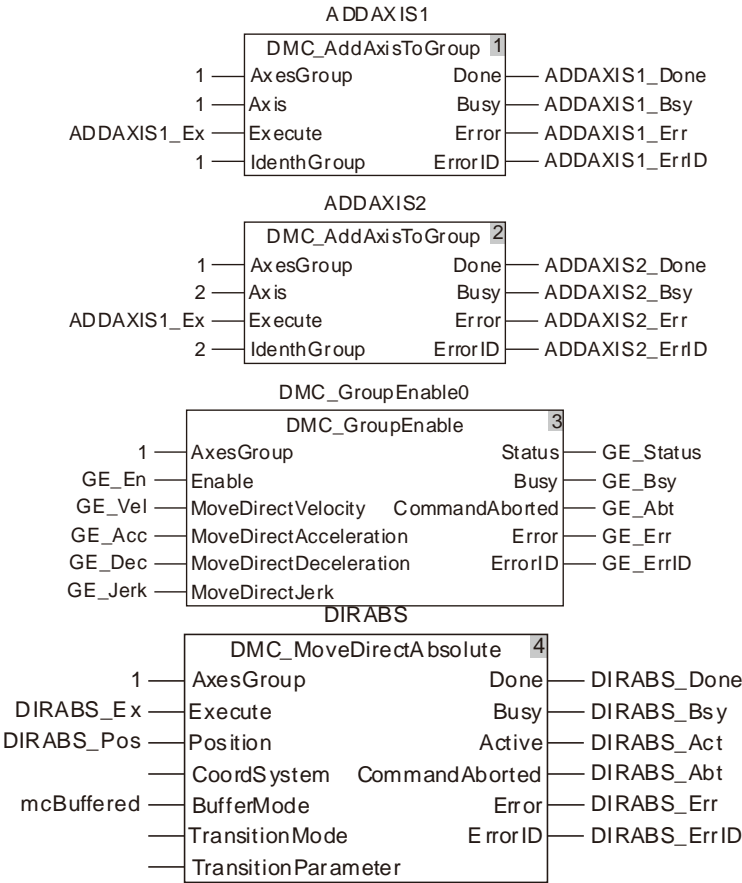 ADDAXIS1
DMC_AddAxisToGroup 1
1 AxesGroup Done ADDAXIS1_Done
1 Axis Busy ADDAXIS1_Bsy
ADDAXIS1_Ex Execute Error ADDAXIS1_Err
1 IdenthGroup ErrorID ADDAXIS1_ErrID
ADDAXIS2
DMC_AddAxisToGroup 2
1 AxesGroup Done ADDAXIS2_Done
2 Axis Busy ADDAXIS2_Bsy
ADDAXIS1_Ex Execute Error ADDAXIS2_Err
2 IdenthGroup ErrorID ADDAXIS2_ErrID
DMC_GroupEnable0
DMC_GroupEnable 3
1 AxesGroup Status GE_Status
GE_En Enable Busy GE_Bsy
GE_Vel MoveDirectVelocity CommandAborted GE_Abt
GE_Acc MoveDirectAcceleration Error GE_Err
GE_Dec MoveDirectDeceleration ErrorID GE_ErrID
GE_Jerk MoveDirectJerk
DIRABS
DMC_MoveDirectAbsolute 4
1 AxesGroup Done DIRABS_Done
DIRABS_Ex Execute Busy DIRABS_Bsy
DIRABS_Pos Position Active DIRABS_Act
CoordSystem CommandAborted DIRABS_Abt
mcBuffered BufferMode Error DIRABS_Err
TransitionMode ErrorID DIRABS_ErrID
TransitionParameter